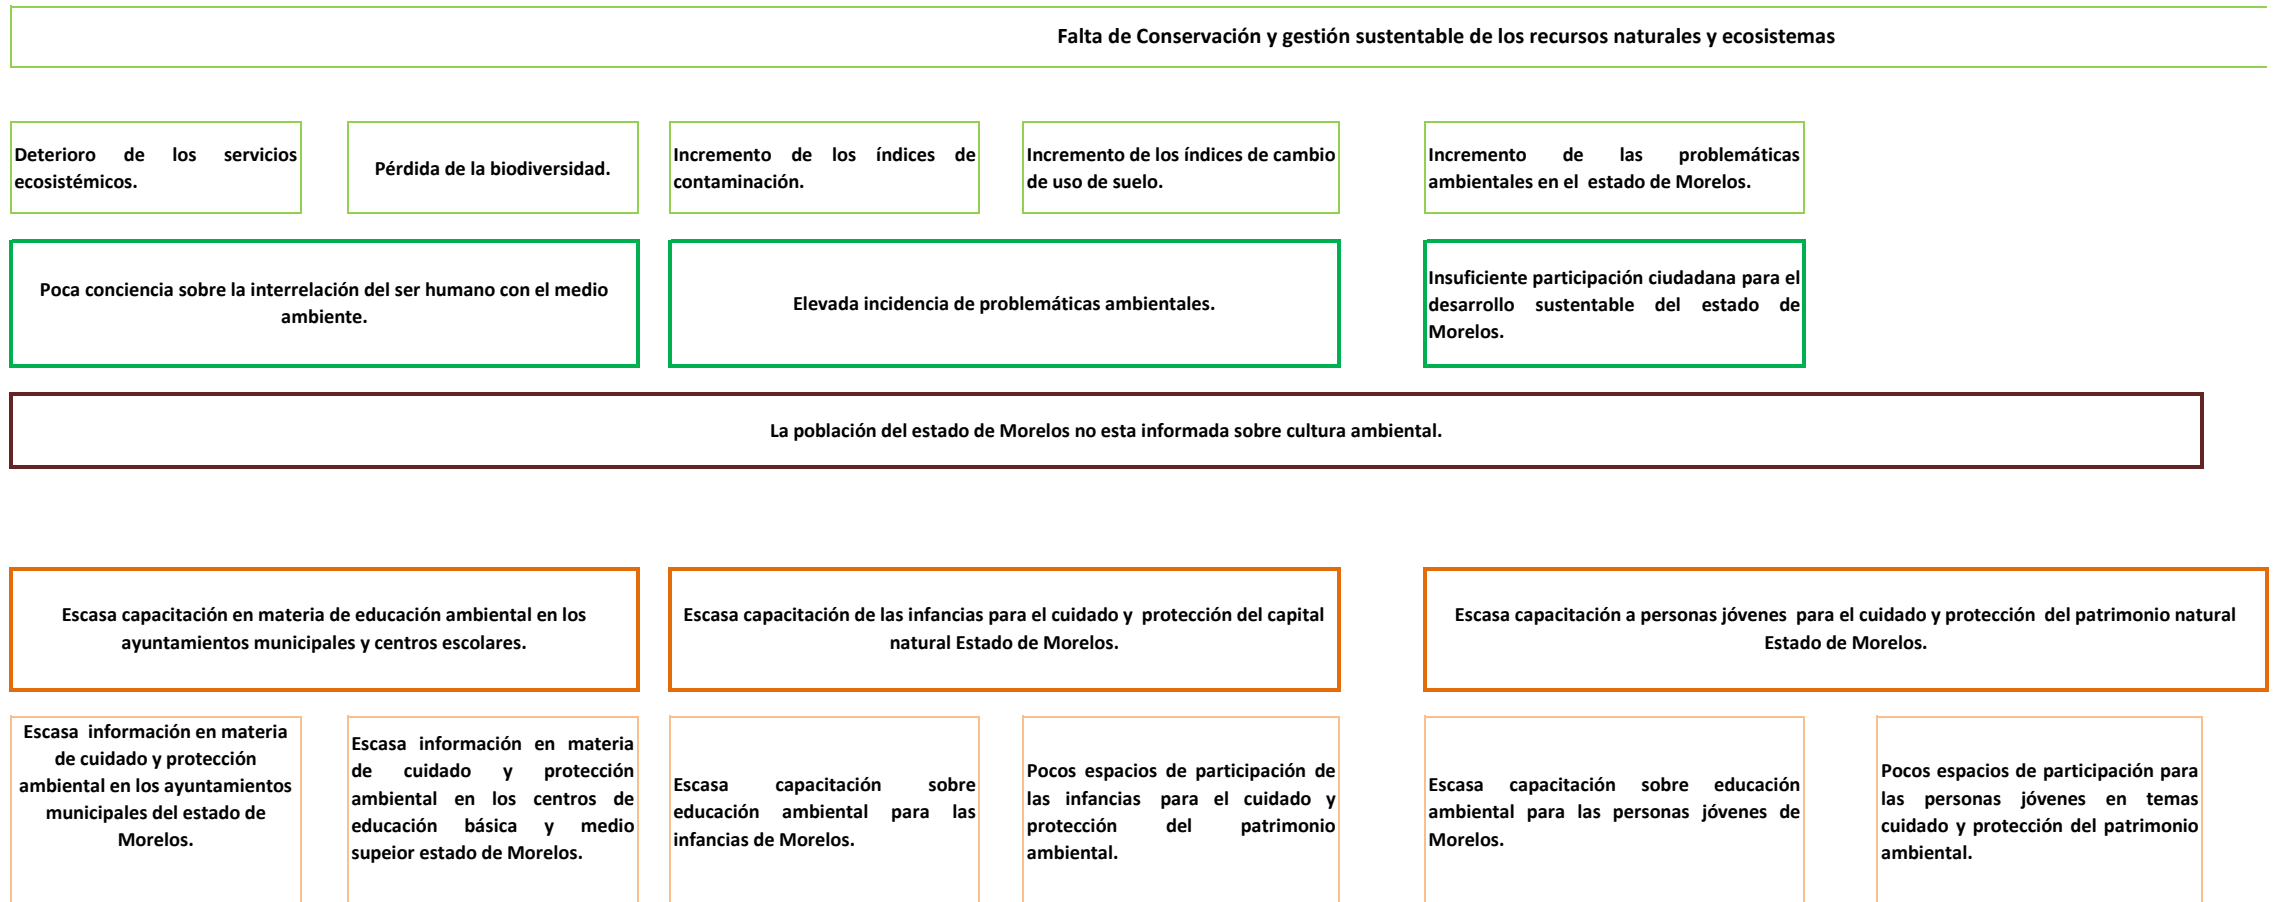 Falta de Conservación y gestión sustentable de los recursos naturales y ecosistemas
Deterioro de los servicios
ecosistémicos.
Pérdida de la biodiversidad.
Incremento de los índices de
contaminación.
Incremento de los índices de cambio
de uso de suelo.
Incremento de las problemáticas
ambientales en el estado de Morelos.
Poca conciencia sobre la interrelación del ser humano con el medio
ambiente.
Elevada incidencia de problemáticas ambientales.
Insuficiente participación ciudadana para el
desarrollo sustentable del estado de
Morelos.
La población del estado de Morelos no esta informada sobre cultura ambiental.
Escasa capacitación en materia de educación ambiental en los
ayuntamientos municipales y centros escolares.
Escasa capacitación de las infancias para el cuidado y protección del capital
natural Estado de Morelos.
Escasa capacitación a personas jóvenes para el cuidado y protección del patrimonio natural
Estado de Morelos.
Escasa información en materia
de cuidado y protección
ambiental en los ayuntamientos
municipales del estado de
Morelos.
Escasa información en materia
de cuidado y protección
ambiental en los centros de
educación básica y medio
supeior estado de Morelos.
Escasa capacitación sobre
educación ambiental para las
infancias de Morelos.
Pocos espacios de participación de
las infancias para el cuidado y
protección del patrimonio
ambiental.
Escasa capacitación sobre educación
ambiental para las personas jóvenes de
Morelos.
Pocos espacios de participación para
las personas jóvenes en temas
cuidado y protección del patrimonio
ambiental.